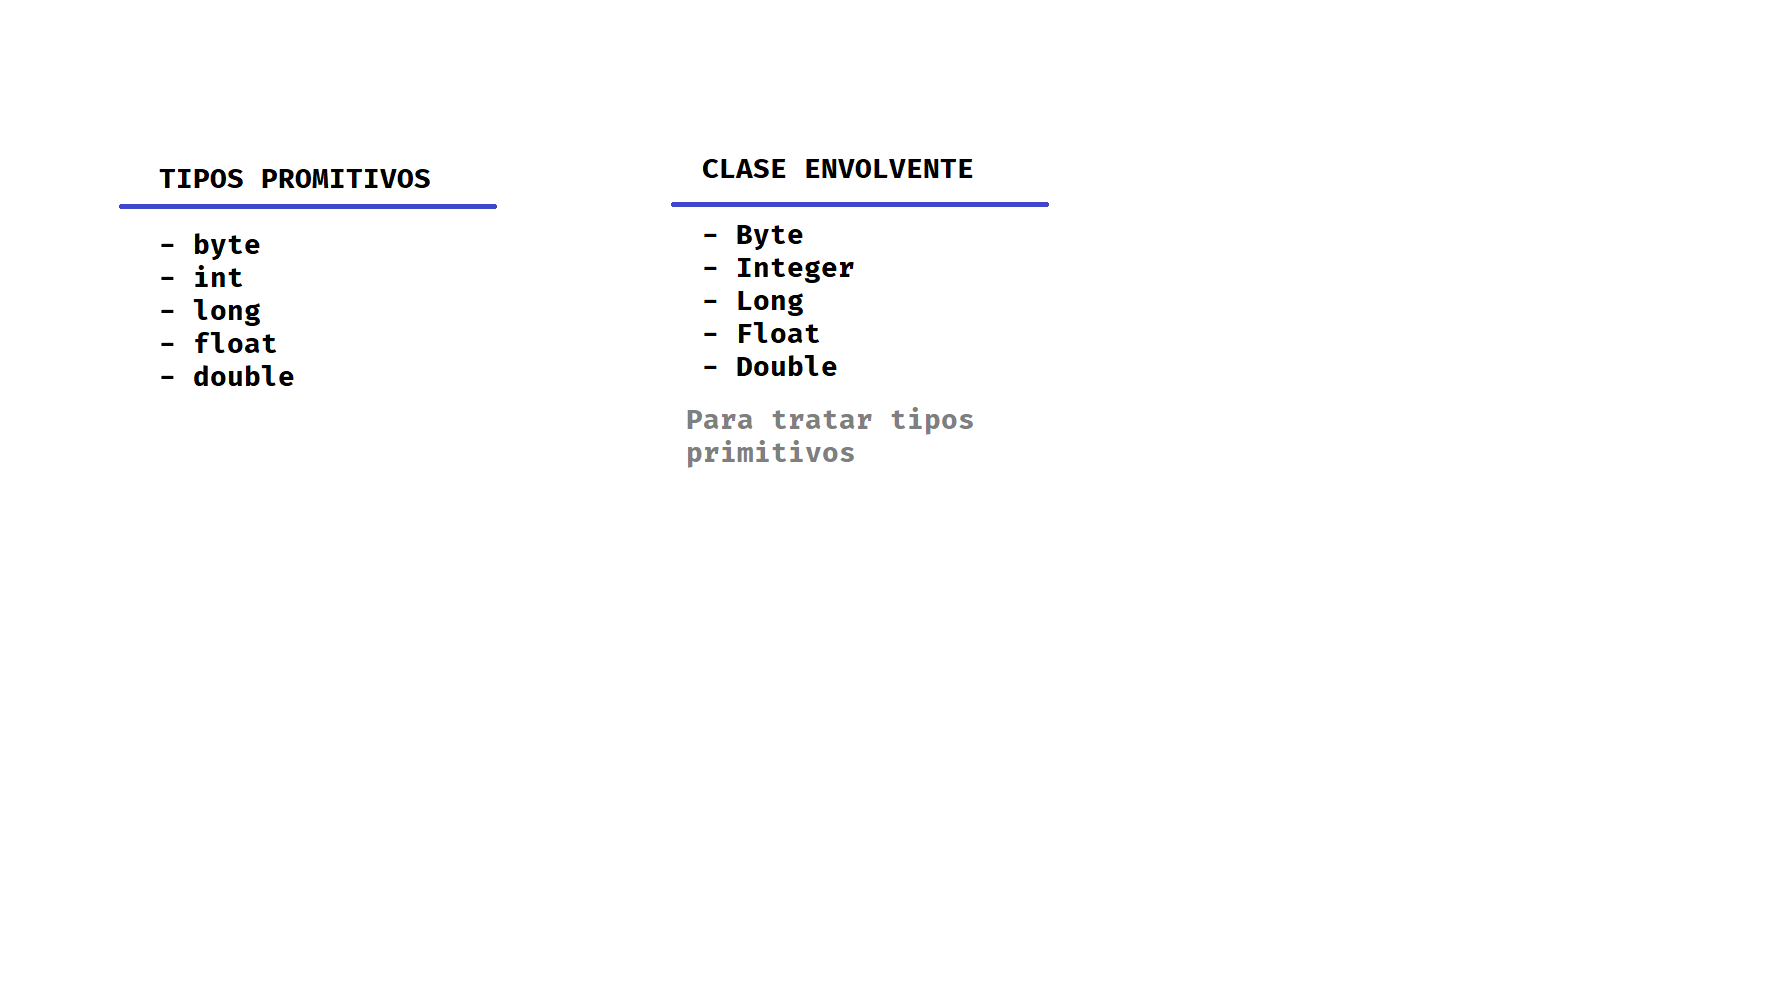 TIPOS PROMITIVOS
- byte
- int
- long
- float
- double
CLASE ENVOLVENTE
- Byte
- Integer
- Long
- Float
- Double
Para tratar tipos
primitivos